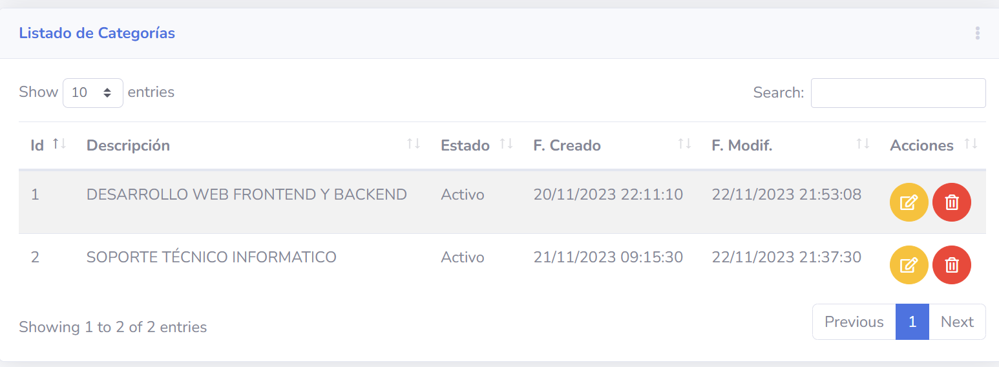 Listado de Categorías
Show 10 entries Search:
Id Descripción Estado F. Creado F. Modif. Acciones
1 DESARROLLO WEB FRONTEND Y BACKEND Activo 20/11/2023 22:11:10 22/11/2023 21:53:08
2 SOPORTE TÉCNICO INFORMATICO Activo 21/11/2023 09:15:30 22/11/2023 21:37:30
Showing 1 to 2 of 2 entries Previous 1 Next